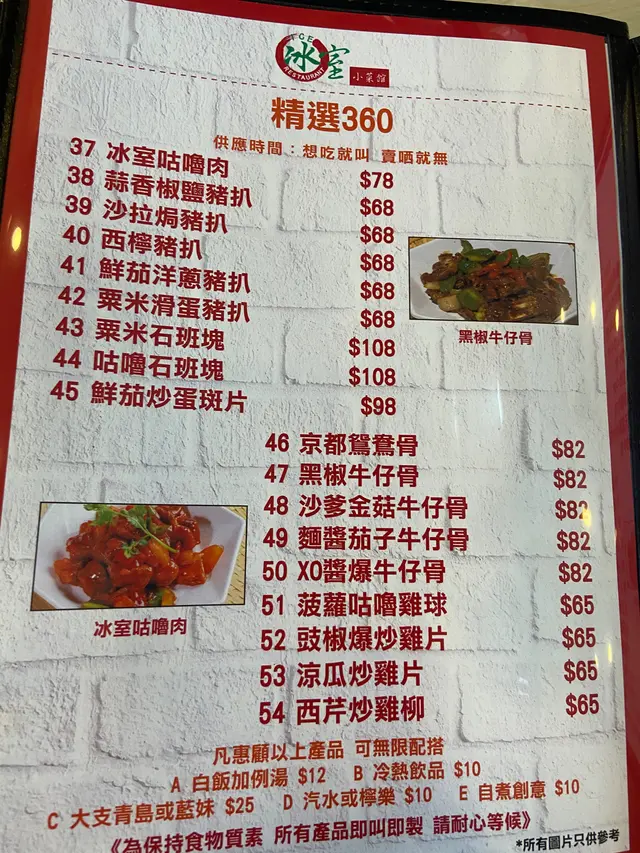 ICE
冰室
RESTAURANT
小菜館
精選360
供應時間：想吃就叫 賣哂就無
37 冰室咕嚕肉 $78
38 蒜香椒鹽豬扒 $68
39 沙拉焗豬扒 $68
40 西檸豬扒 $68
41 鮮茄洋蔥豬扒 $68
42 粟米滑蛋豬扒 $68
43 粟米石班塊 $108
44 咕嚕石班塊 $108
45 鮮茄炒蛋斑片 $98
黑椒牛仔骨
46 京都鴛鴦骨 $82
47 黑椒牛仔骨 $82
48 沙爹金菇牛仔骨 $82
49 麵醬茄子牛仔骨 $82
50 XO醬爆牛仔骨 $82
51 菠蘿咕嚕雞球 $65
52 豉椒爆炒雞片 $65
53 涼瓜炒雞片 $65
54 西芹炒雞柳 $65
冰室咕嚕肉
凡惠顧以上產品 可無限配搭
A 白飯加例湯 $12 B 冷熱飲品 $10
C 大支青島或藍妹 $25 D 汽水或檸樂 $10 E 自煮創意 $10
《為保持食物質素 所有產品即叫即製 請耐心等候》
*所有圖片只供參考